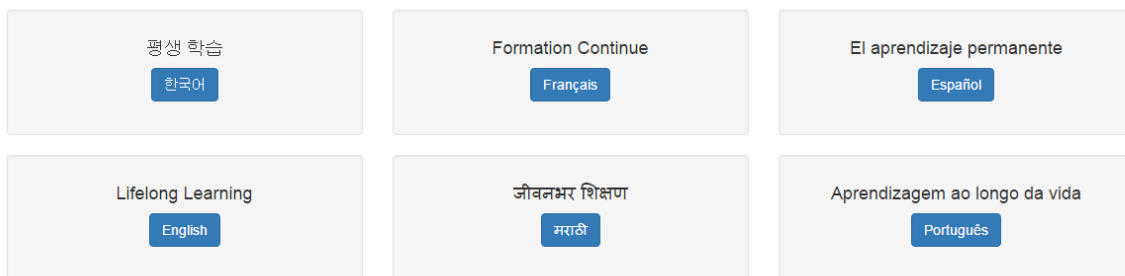 평생 학습
한국어
Formation Continue
Français
El aprendizaje permanente
Español
Lifelong Learning
English
जीवनभर शिक्षण
मराठी
Aprendizagem ao longo da vida
Português